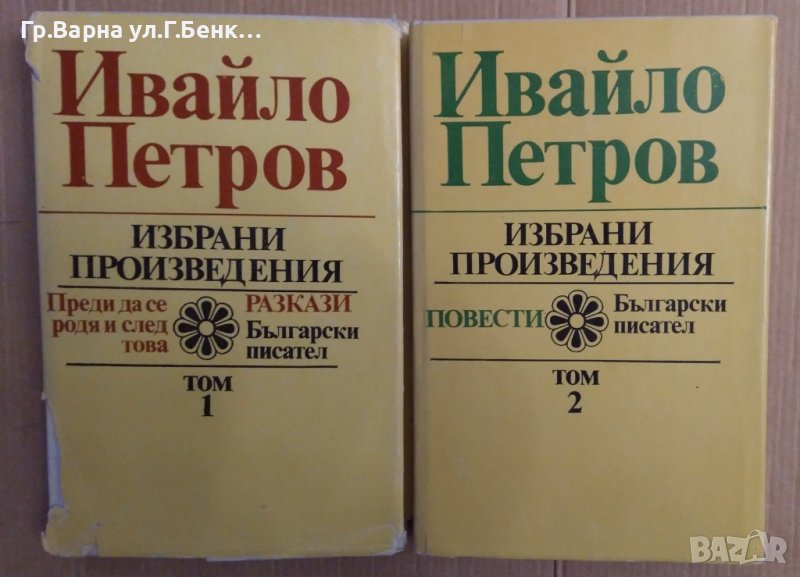 Гр.Варна ул.Г.Бенк...
Ивайло
Петров
ИЗБРАНИ
ПРОИЗВЕДЕНИЯ
Преди да се
родя и след
това
РАЗКАЗИ
Български
писател
том
1
Ивайло
Петров
ИЗБРАНИ
ПРОИЗВЕДЕНИЯ
ПОВЕСТИ
Български
писател
том
2
BAZAR